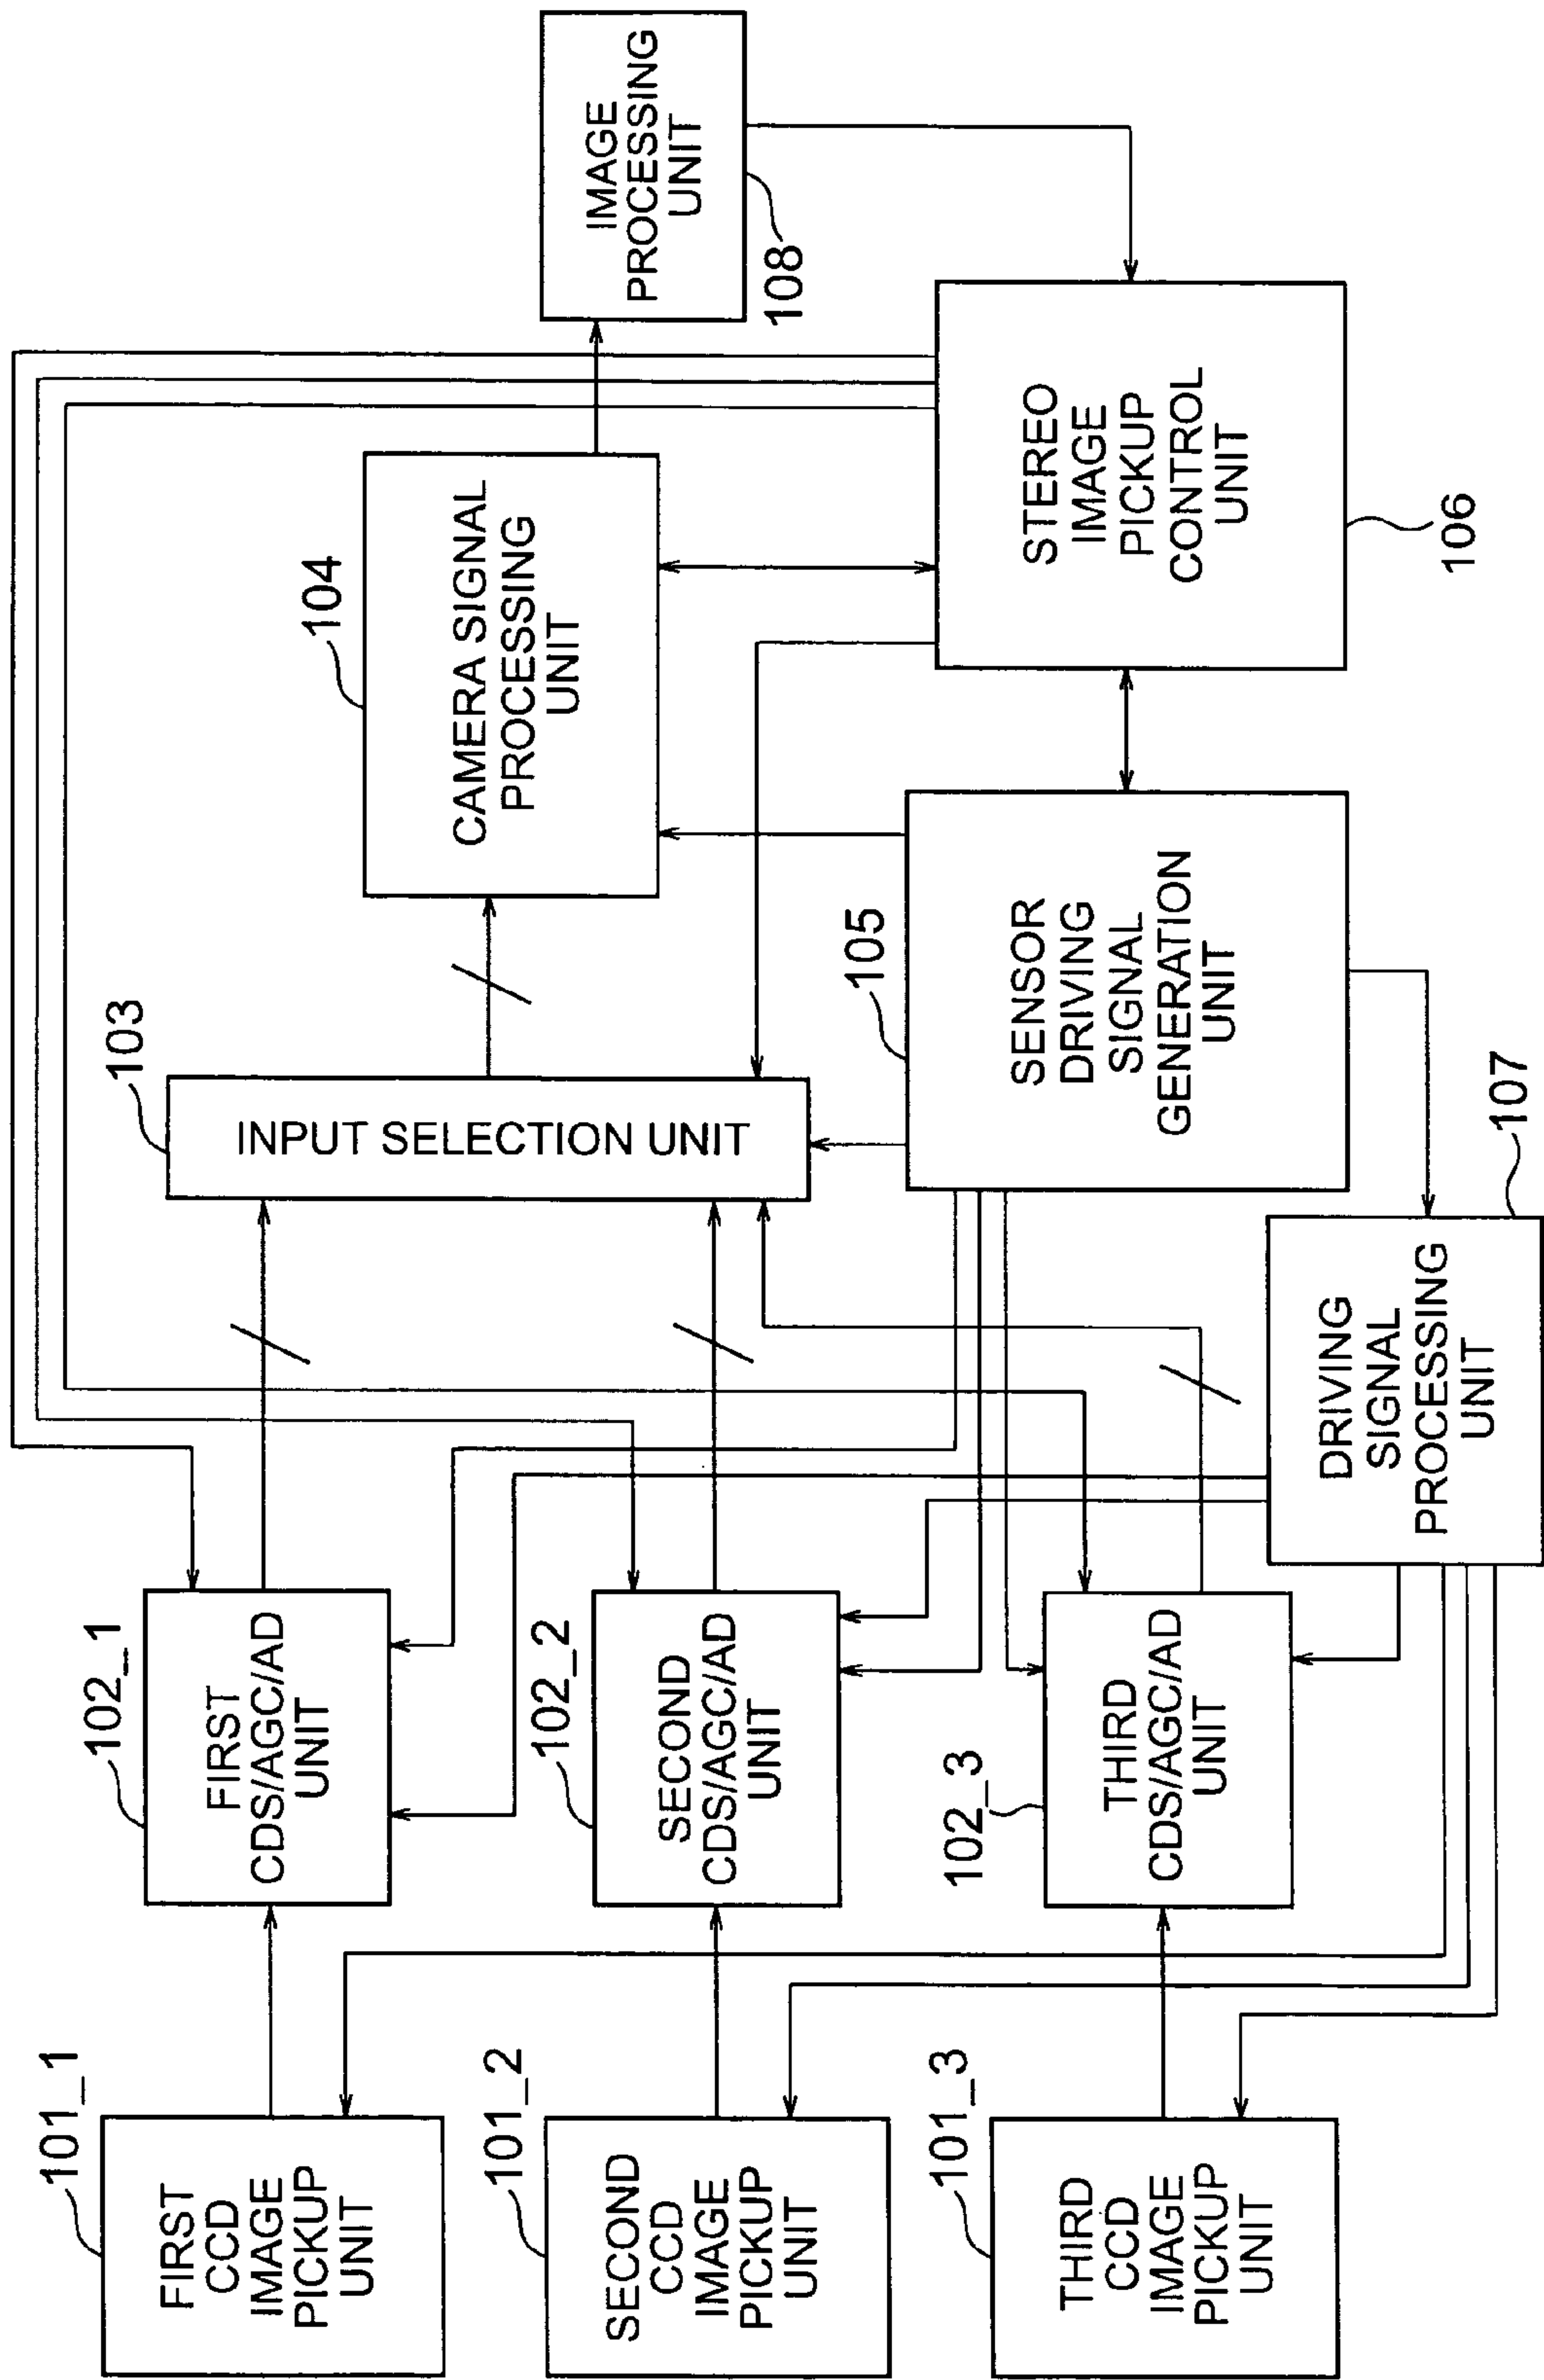 101_1
FIRST
CCD
IMAGE
PICKUP
UNIT
102_1
FIRST
CDS/AGC/AD
UNIT
103
INPUT SELECTION UNIT
104
CAMERA SIGNAL
PROCESSING
UNIT
IMAGE
PROCESSING
UNIT
108
101_2
SECOND
CCD
IMAGE
PICKUP
UNIT
102_2
SECOND
CDS/AGC/AD
UNIT
105
SENSOR
DRIVING
SIGNAL
GENERATION
UNIT
STEREO
IMAGE
PICKUP
CONTROL
UNIT
106
101_3
THIRD
CCD
IMAGE
PICKUP
UNIT
102_3
THIRD
CDS/AGC/AD
UNIT
DRIVING
SIGNAL
PROCESSING
UNIT
107